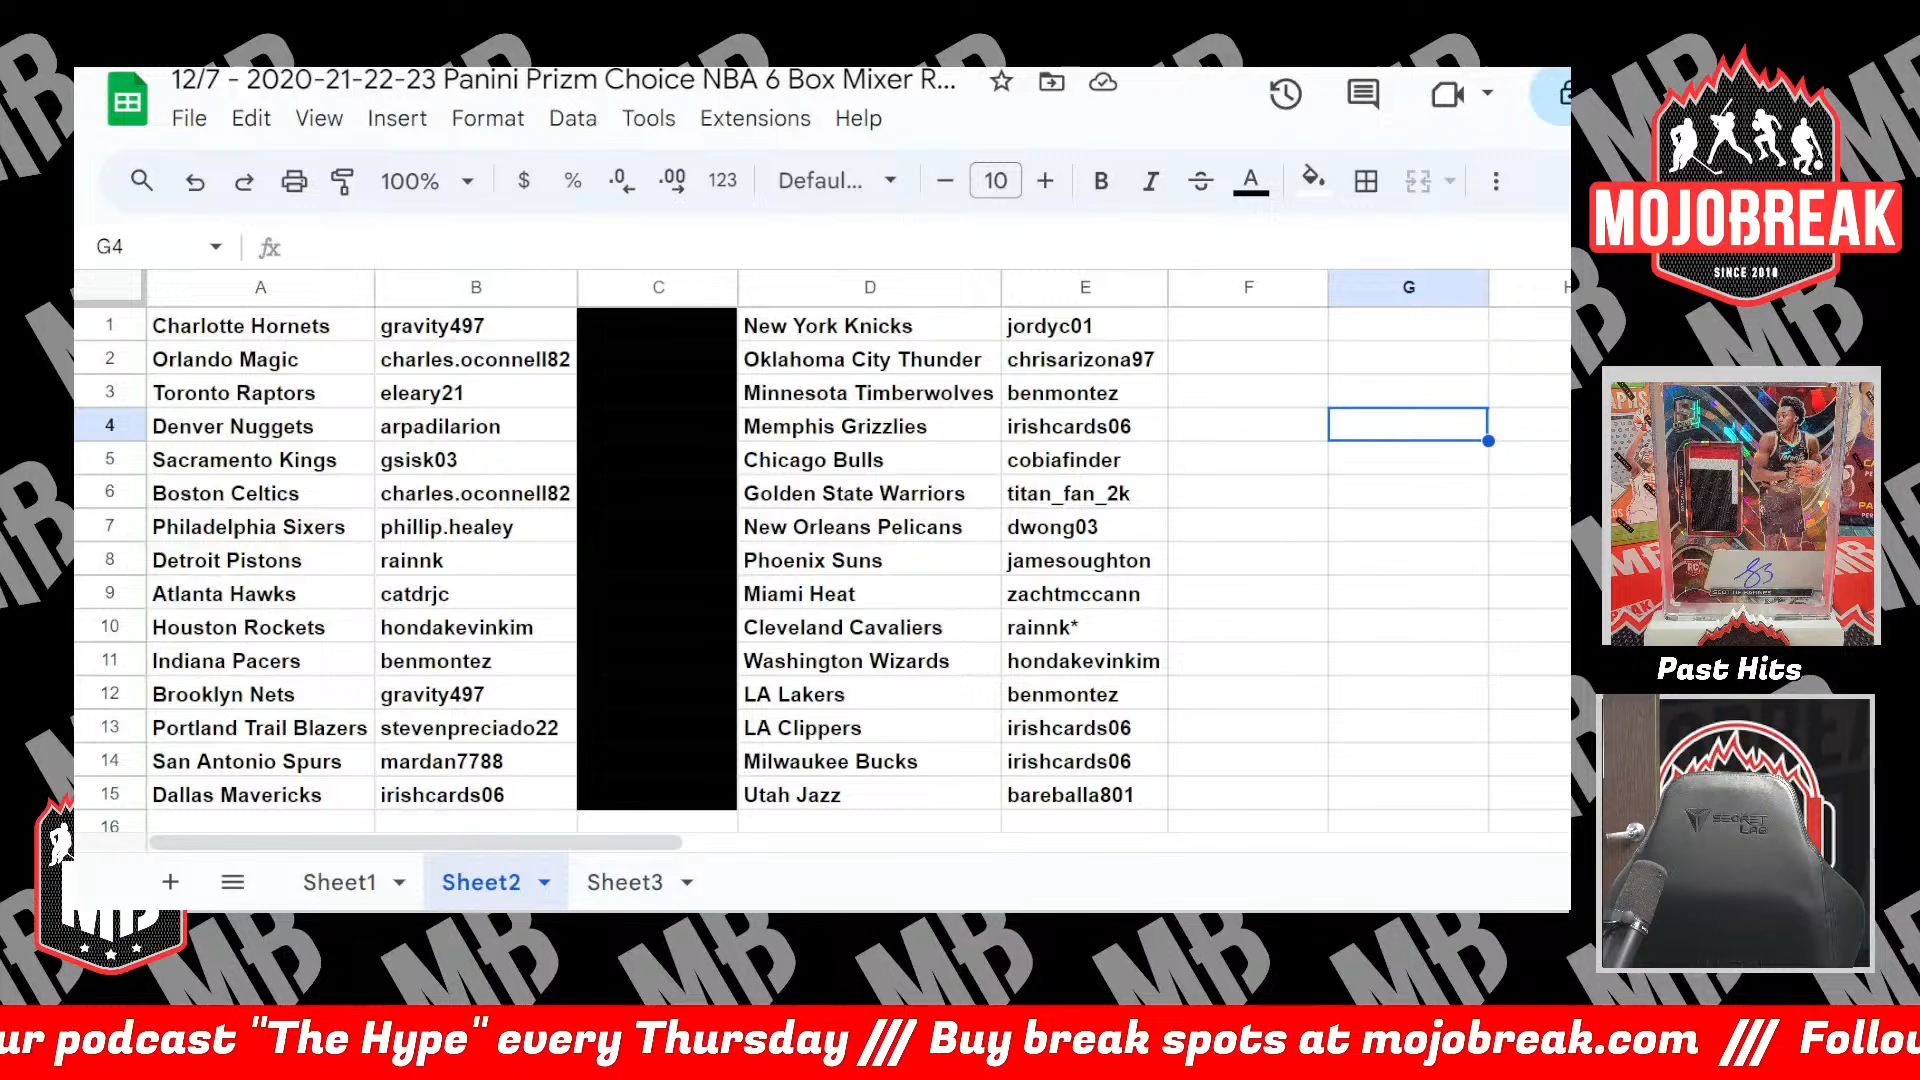 12/7 - 2020-21-22-23 Panini Prizm Choice NBA 6 Box Mixer R...
File Edit View Insert Format Data Tools Extensions Help
100% $ % .0 .00 123 Defaul... 10 B I A
G4 fx
A B C D E F G H
1 Charlotte Hornets gravity497 New York Knicks jordyc01
2 Orlando Magic charles.oconnell82 Oklahoma City Thunder chrisarizona97
3 Toronto Raptors eleary21 Minnesota Timberwolves benmontez
4 Denver Nuggets arpadilarion Memphis Grizzlies irishcards06
5 Sacramento Kings gsisk03 Chicago Bulls cobiafinder
6 Boston Celtics charles.oconnell82 Golden State Warriors titan_fan_2k
7 Philadelphia Sixers phillip.healey New Orleans Pelicans dwong03
8 Detroit Pistons rainnk Phoenix Suns jamesoughton
9 Atlanta Hawks catdrjc Miami Heat zachtmccann
10 Houston Rockets hondakevinkim Cleveland Cavaliers rainnk*
11 Indiana Pacers benmontez Washington Wizards hondakevinkim
12 Brooklyn Nets gravity497 LA Lakers benmontez
13 Portland Trail Blazers stevenpreciado22 LA Clippers irishcards06
14 San Antonio Spurs mardan7788 Milwaukee Bucks irishcards06
15 Dallas Mavericks irishcards06 Utah Jazz bareballa801
16
+ Sheet1 Sheet2 Sheet3
MOJOBREAK
SINCE 2010
Toronto
RC
Past Hits
SECRET
LAB
MB
ur podcast "The Hype" every Thursday /// Buy break spots at mojobreak.com /// Follow